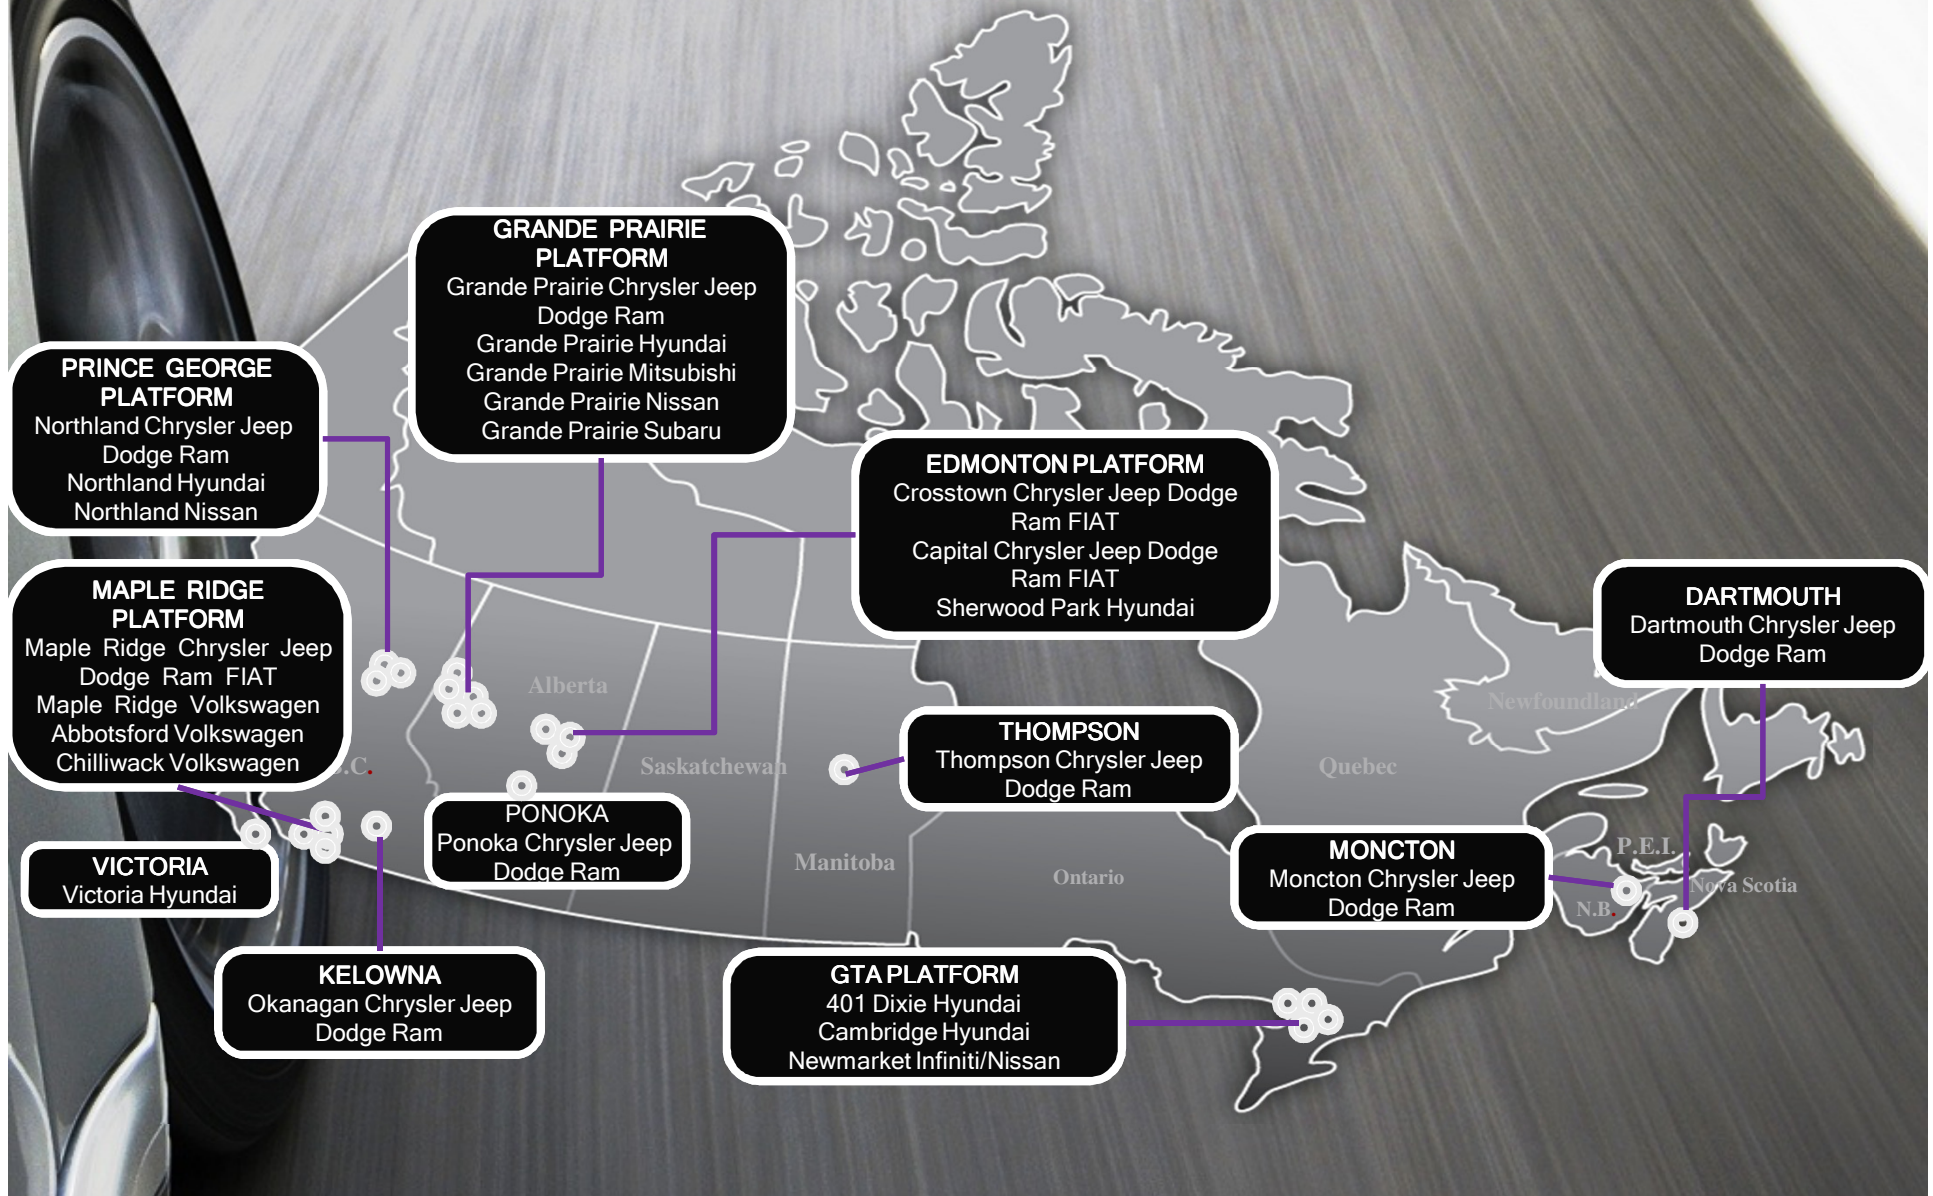 GRANDE PRAIRIE
PLATFORM
Grande Prairie Chrysler Jeep
Dodge Ram
Grande Prairie Hyundai
Grande Prairie Mitsubishi
Grande Prairie Nissan
Grande Prairie Subaru
PRINCE GEORGE
PLATFORM
Northland Chrysler Jeep
Dodge Ram
Northland Hyundai
Northland Nissan
EDMONTON PLATFORM
Crosstown Chrysler Jeep Dodge
Ram FIAT
Capital Chrysler Jeep Dodge
Ram FIAT
Sherwood Park Hyundai
MAPLE RIDGE
PLATFORM
Maple Ridge Chrysler Jeep
Dodge Ram FIAT
Maple Ridge Volkswagen
Abbotsford Volkswagen
Chilliwack Volkswagen
DARTMOUTH
Dartmouth Chrysler Jeep
Dodge Ram
Alberta
Newfoundland
THOMPSON
Thompson Chrysler Jeep
Dodge Ram
.C.
Saskatchewan
Quebec
PONOKA
Ponoka Chrysler Jeep
Dodge Ram
VICTORIA
Victoria Hyundai
Manitoba
Ontario
MONCTON
Moncton Chrysler Jeep
Dodge Ram
P.E.I.
Nova Scotia
N.B.
KELOWNA
Okanagan Chrysler Jeep
Dodge Ram
GTA PLATFORM
401 Dixie Hyundai
Cambridge Hyundai
Newmarket Infiniti/Nissan